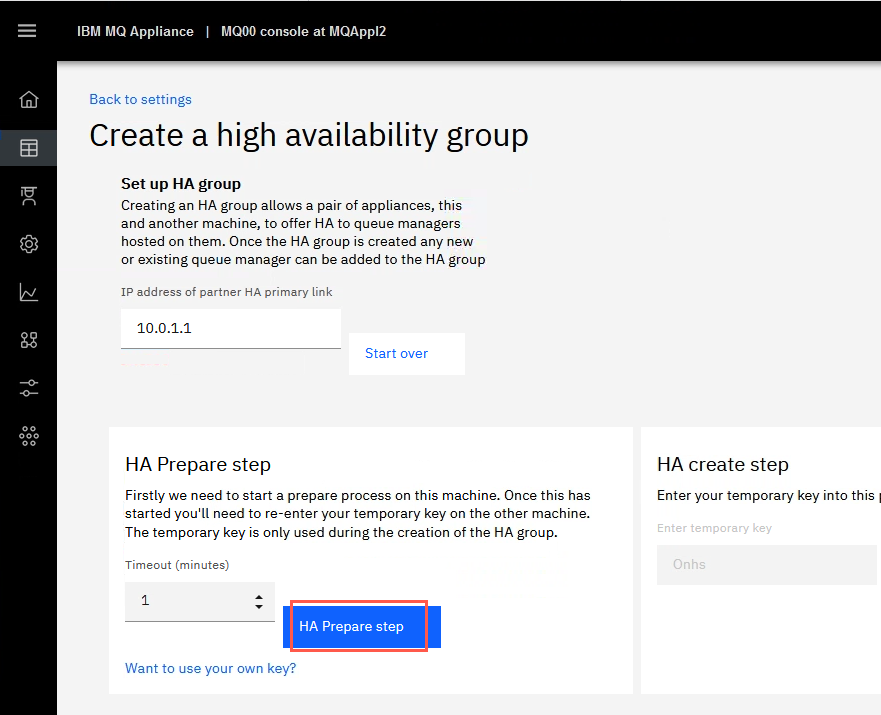 IBM MQ Appliance | MQ00 console at MQAppl2
Back to settings
Create a high availability group
Set up HA group
Creating an HA group allows a pair of appliances, this
and another machine, to offer HA to queue managers
hosted on them. Once the HA group is created any new
or existing queue manager can be added to the HA group
IP address of partner HA primary link
10.0.1.1
Start over
HA Prepare step
Firstly we need to start a prepare process on this machine. Once this has
started you'll need to re-enter your temporary key on the other machine.
The temporary key is only used during the creation of the HA group.
Timeout (minutes)
1
HA Prepare step
Want to use your own key?
HA create step
Enter your temporary key into this
Enter temporary key
Onhs